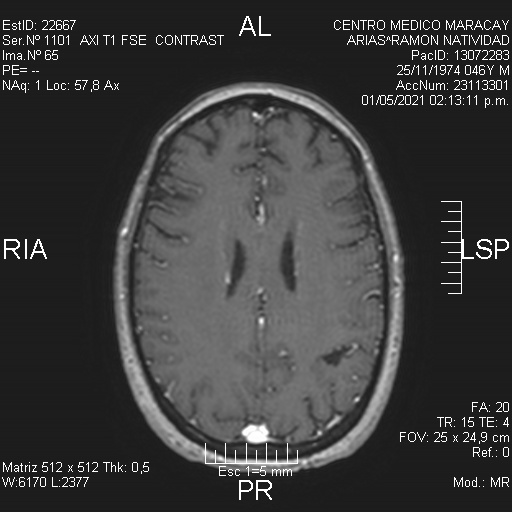 EstID: 22667
Ser.Nº 1101 AXI T1 FSE CONTRAST
Ima.Nº 65
PE= --
NAq: 1 Loc: 57,8 Ax
AL
CENTRO MEDICO MARACAY
ARIAS^RAMON NATIVIDAD
PacID: 13072283
25/11/1974 046Y M
AccNum: 23113301
01/05/2021 02:13:11 p.m.
RIA
LSP
FA: 20
TR: 15 TE: 4
FOV: 25 x 24,9 cm
Ref.: 0
Matriz 512 x 512 Thk: 0,5
W:6170 L:2377
Esc 1=5 mm
PR
Mod.: MR